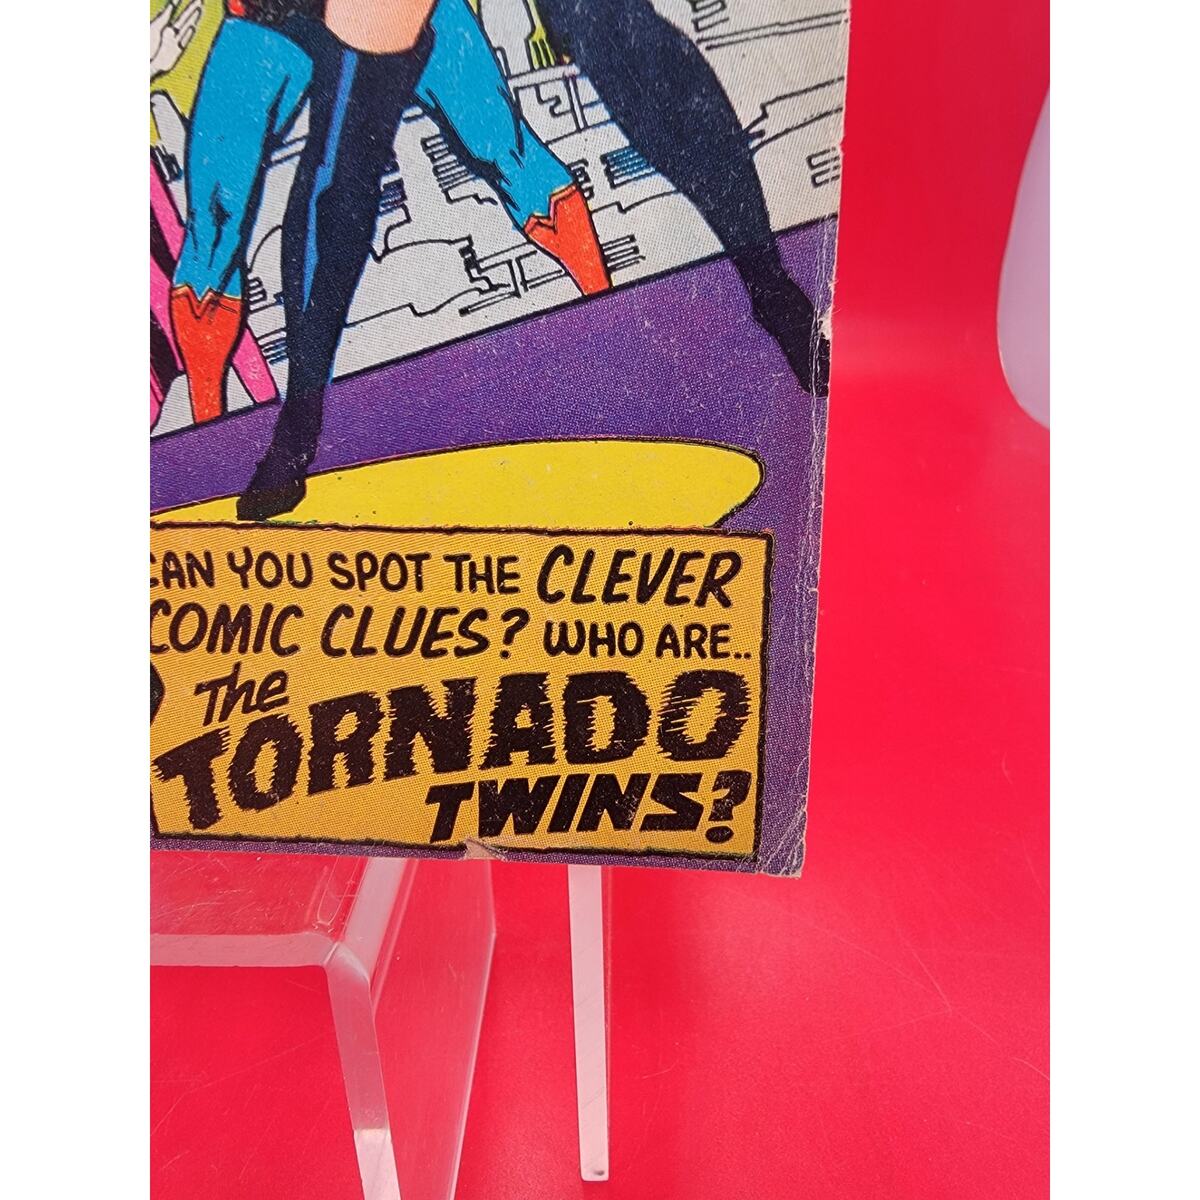 CAN YOU SPOT THE CLEVER
COMIC CLUES? WHO ARE..
The
TORNADO
TWINS?